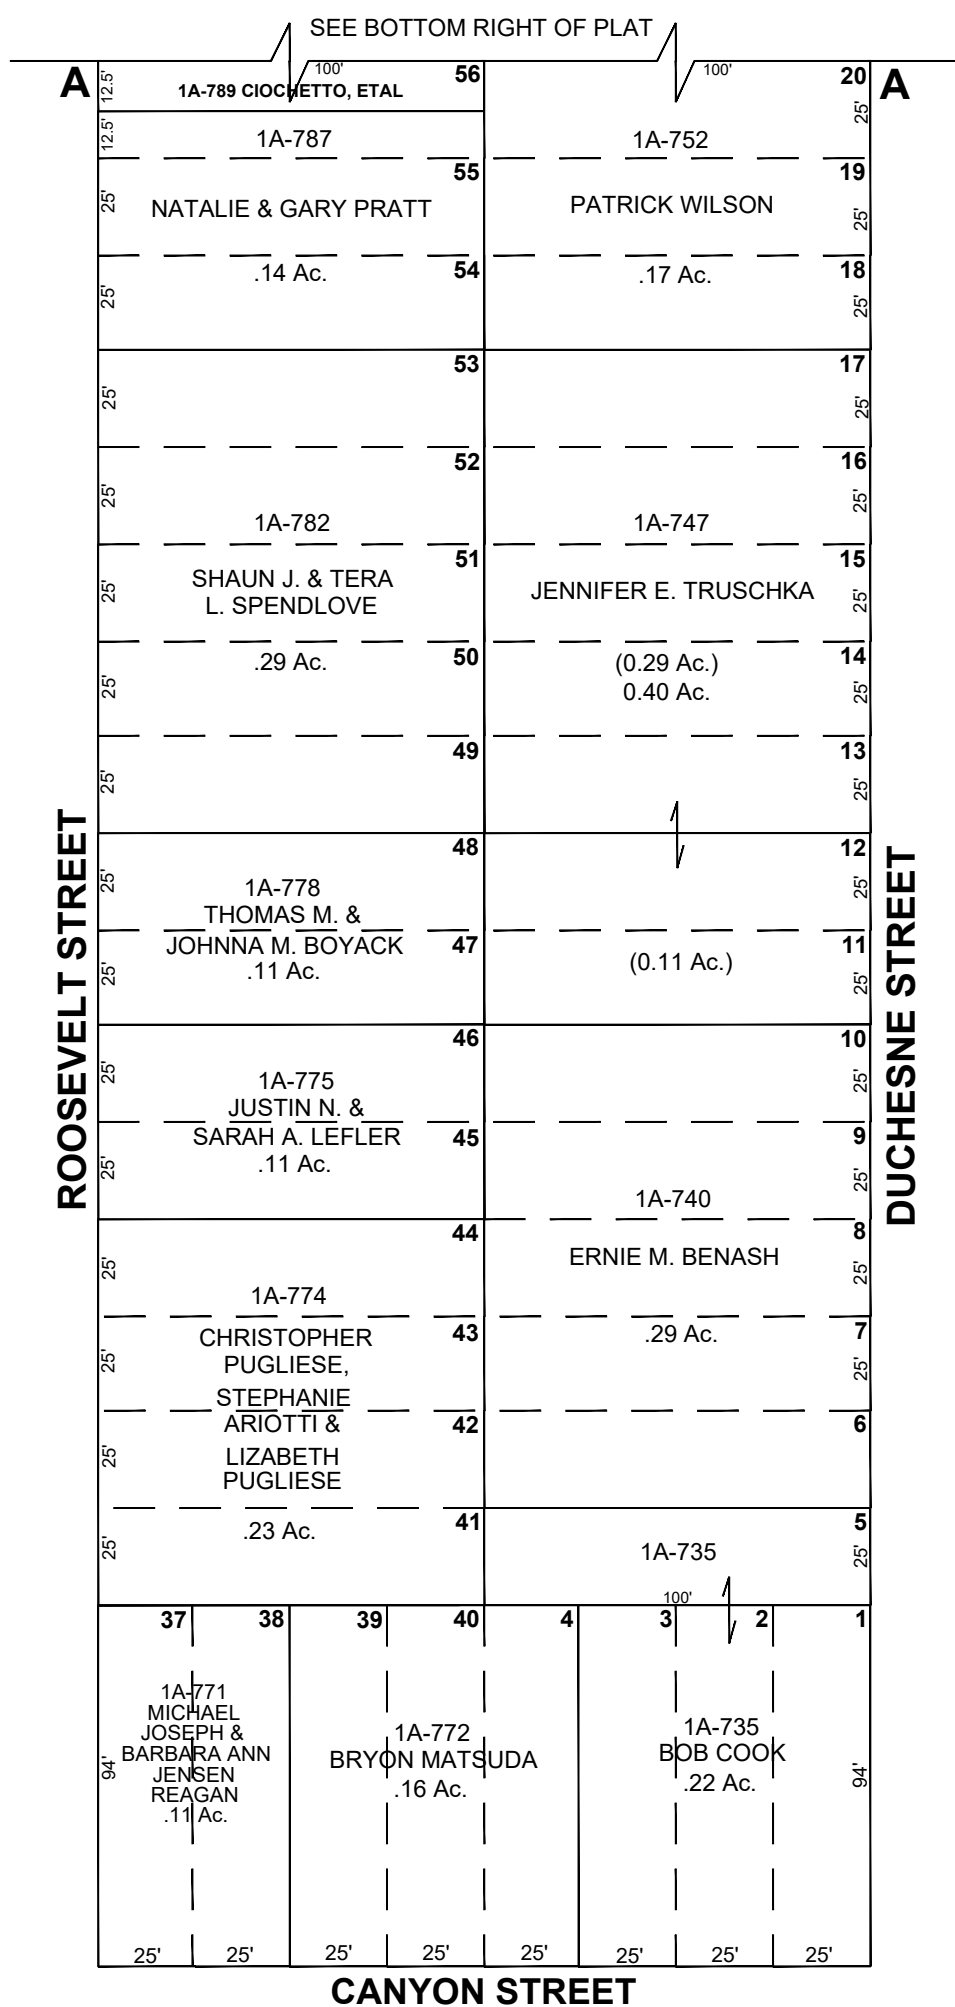 SEE BOTTOM RIGHT OF PLAT
A
12.5'
100'
56
1A-789 CIOCHETTO, ETAL
100'
20
A
25'
12.5'
1A-787
1A-752
55
19
25'
NATALIE & GARY PRATT
PATRICK WILSON
25'
.14 Ac.
54
.17 Ac.
18
25'
25'
53
17
25'
25'
52
16
25'
25'
1A-782
1A-747
51
15
25'
SHAUN J. & TERA
L. SPENDLOVE
JENNIFER E. TRUSCHKA
25'
.29 Ac.
50
(0.29 Ac.)
0.40 Ac.
14
25'
25'
49
13
25'
25'
48
12
25'
1A-778
THOMAS M. &
JOHNNA M. BOYACK
.11 Ac.
25'
47
25'
(0.11 Ac.)
11
25'
46
10
25'
1A-775
JUSTIN N. &
SARAH A. LEFLER
.11 Ac.
25'
45
25'
9
25'
1A-740
44
8
25'
ERNIE M. BENASH
25'
1A-774
CHRISTOPHER
PUGLIESE,
STEPHANIE
ARIOTTI &
LIZABETH
PUGLIESE
.23 Ac.
43
25'
.29 Ac.
7
25'
42
25'
6
41
25'
5
25'
1A-735
100'
ROOSEVELT STREET
DUCHESNE STREET
37
38
39
40
4
3
2
1
1A-771
MICHAEL
JOSEPH &
BARBARA ANN
JENSEN
REAGAN
.11 Ac.
94'
1A-772
BRYON MATSUDA
.16 Ac.
1A-735
BOB COOK
.22 Ac.
94'
25'
25'
25'
25'
25'
25'
25'
25'
CANYON STREET